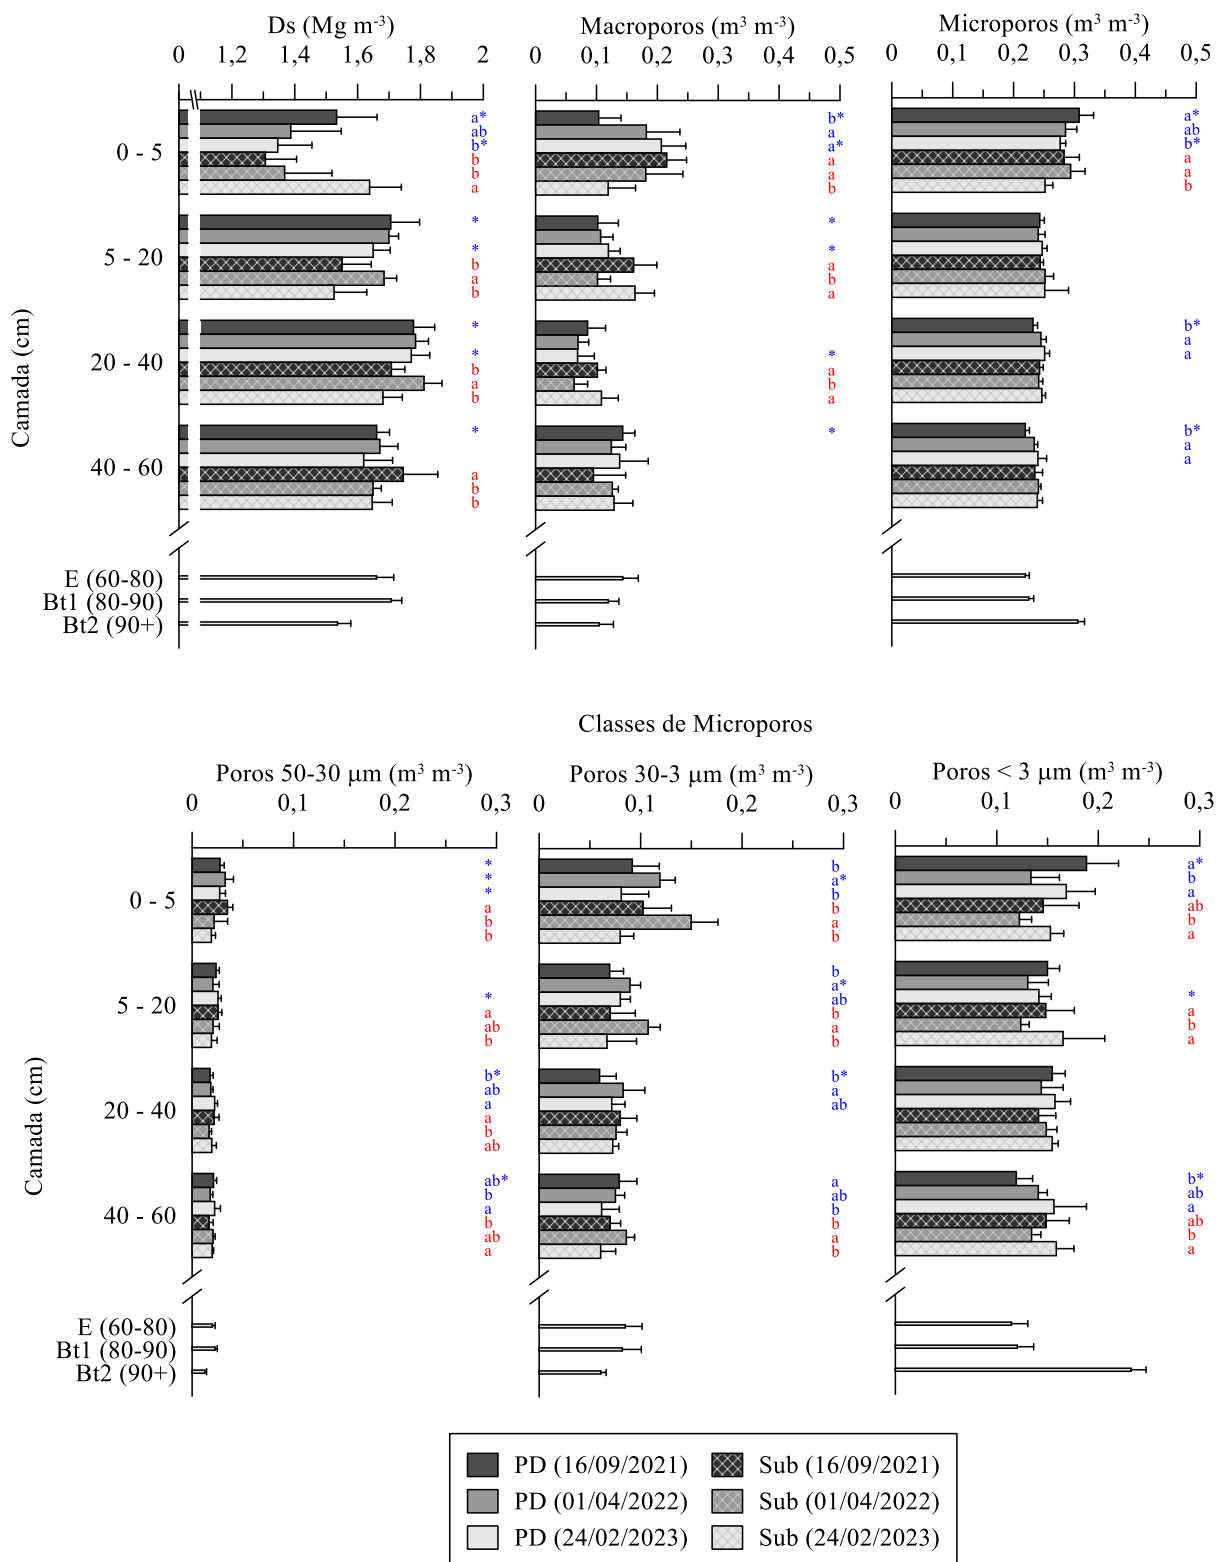 Ds (Mg m⁻³) Macroporos (m³ m⁻³) Microporos (m³ m⁻³)
0 1,2 1,4 1,6 1,8 2 0 0,1 0,2 0,3 0,4 0,5 0 0,1 0,2 0,3 0,4 0,5
Camada (cm)
0 - 5
a* b* a*
ab a ab
b* a* b*
b a a
b a a
a b b
5 - 20
* *
* *
b a
a b
b a
20 - 40
* b*
a
* * a
b a
a b
b a
40 - 60
* * b*
a
a
a
b
b
E (60-80)
Bt1 (80-90)
Bt2 (90+)
Classes de Microporos
Poros 50-30 μm (m³ m⁻³) Poros 30-3 μm (m³ m⁻³) Poros < 3 μm (m³ m⁻³)
0 0,1 0,2 0,3 0 0,1 0,2 0,3 0 0,1 0,2 0,3
Camada (cm)
0 - 5
* b a*
* a* b
* b a
a b ab
b a b
b b a
5 - 20
b
a*
* ab *
a b a
ab a b
b b a
20 - 40
b* b*
ab a
a ab
a
b
ab
40 - 60
ab* a b*
b ab ab
a b a
b b ab
ab a b
a b a
E (60-80)
Bt1 (80-90)
Bt2 (90+)
PD (16/09/2021) Sub (16/09/2021)
PD (01/04/2022) Sub (01/04/2022)
PD (24/02/2023) Sub (24/02/2023)